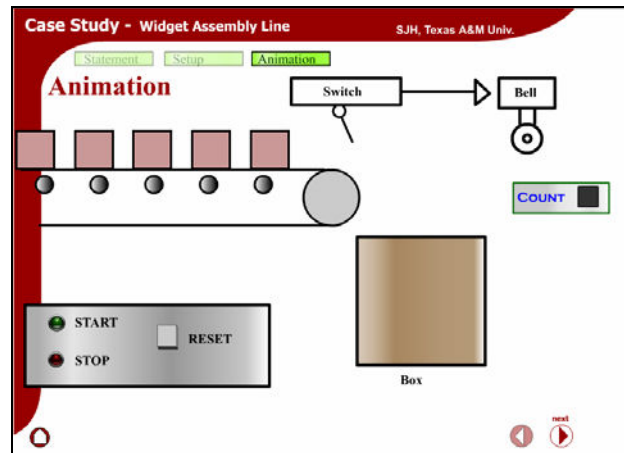 Case Study - Widget Assembly Line
SJH, Texas A&M Univ.
Statement Setup Animation
Animation
Switch
Bell
COUNT
START
RESET
STOP
Box
next